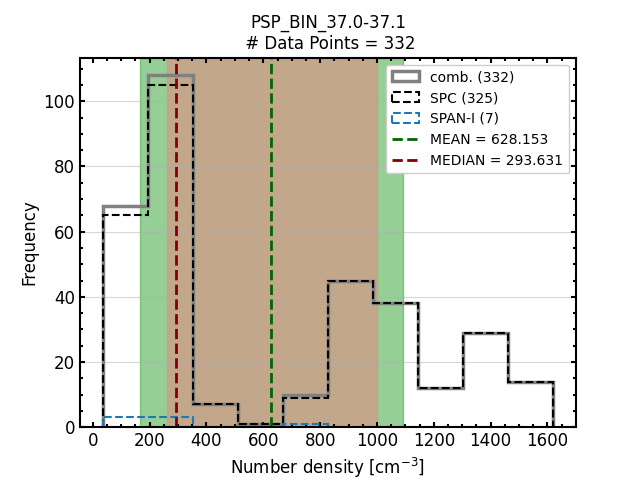 PSP_BIN_37.0-37.1
# Data Points = 332
comb. (332)
SPC (325)
SPAN-I (7)
MEAN = 628.153
MEDIAN = 293.631
Frequency
100
80
60
40
20
0
0 200 400 600 800 1000 1200 1400 1600
Number density [cm⁻³]